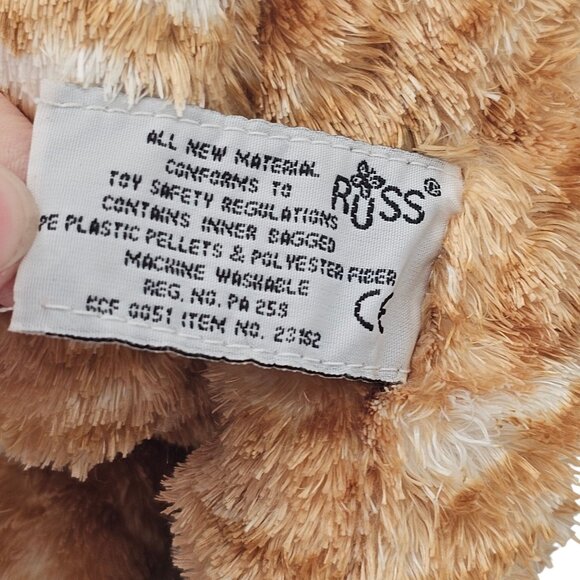 ALL NEW MATERIAL
CONFORMS TO
TOY SAFETY REGULATIONS
CONTAINS INNER BAGGED
PE PLASTIC PELLETS & POLYESTER FIBER
MACHINE WASHABLE
REG. NO. PA 258
KCF 0051 ITEM NO. 23162
RUSS®
CE